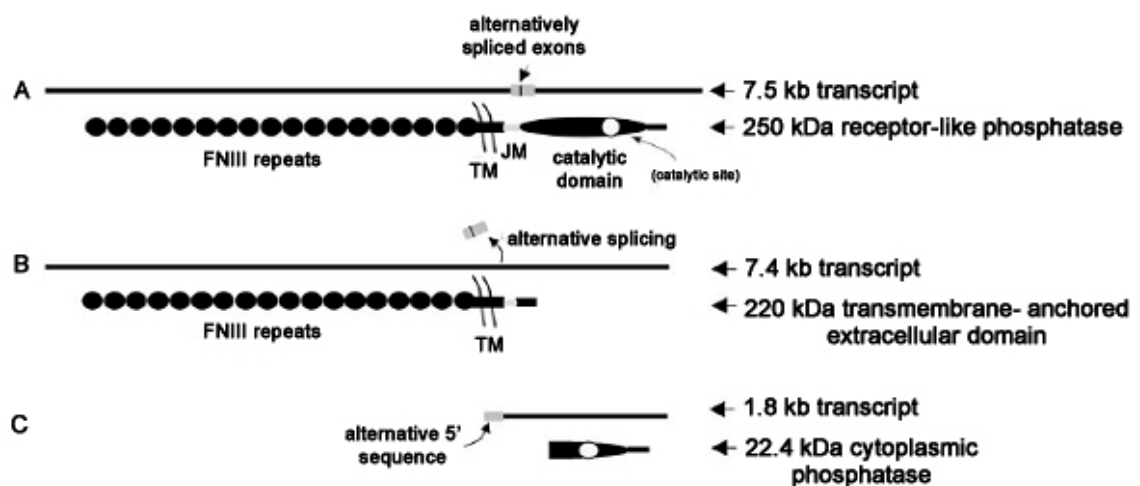 alternatively
spliced exons
A
7.5 kb transcript
250 kDa receptor-like phosphatase
FNIII repeats
TM
JM
catalytic
domain
(catalytic site)
alternative splicing
B
7.4 kb transcript
220 kDa transmembrane- anchored
extracellular domain
FNIII repeats
TM
C
1.8 kb transcript
alternative 5'
sequence
22.4 kDa cytoplasmic
phosphatase